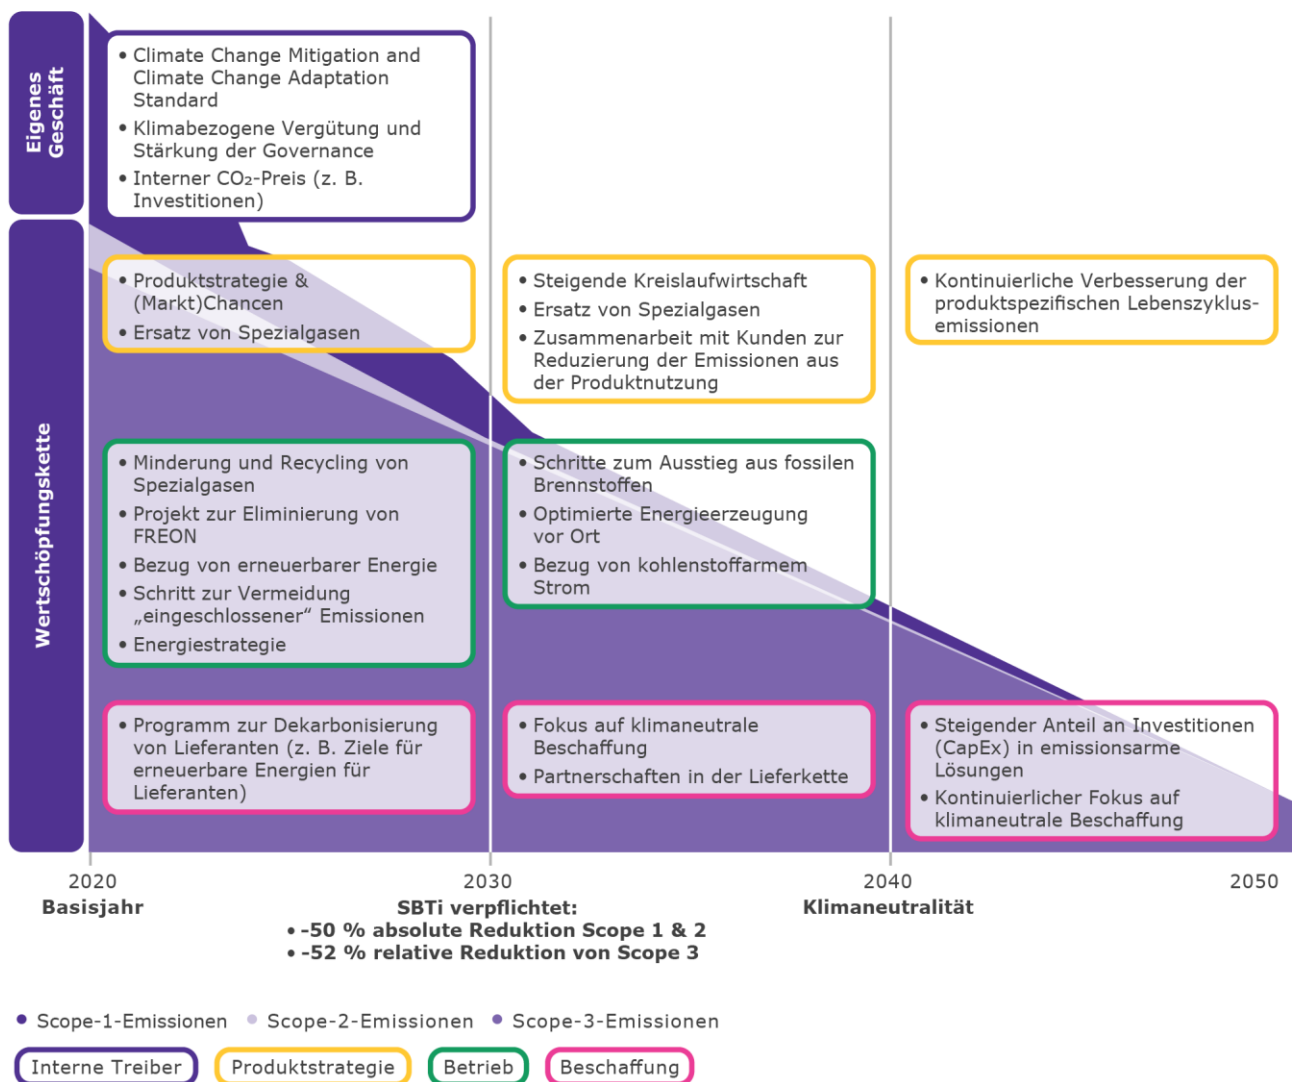 Eigenes
Geschäft
• Climate Change Mitigation and
Climate Change Adaptation
Standard
• Klimabezogene Vergütung und
Stärkung der Governance
• Interner CO₂-Preis (z. B.
Investitionen)
Wertschöpfungskette
• Produktstrategie &
(Markt)Chancen
• Ersatz von Spezialgasen
• Steigende Kreislaufwirtschaft
• Ersatz von Spezialgasen
• Zusammenarbeit mit Kunden zur
Reduzierung der Emissionen aus
der Produktnutzung
• Kontinuierliche Verbesserung der
produktspezifischen Lebenszyklus-
emissionen
• Minderung und Recycling von
Spezialgasen
• Projekt zur Eliminierung von
FREON
• Bezug von erneuerbarer Energie
• Schritt zur Vermeidung
„eingeschlossener“ Emissionen
• Energiestrategie
• Schritte zum Ausstieg aus fossilen
Brennstoffen
• Optimierte Energieerzeugung
vor Ort
• Bezug von kohlenstoffarmem
Strom
• Programm zur Dekarbonisierung
von Lieferanten (z. B. Ziele für
erneuerbare Energien für
Lieferanten)
• Fokus auf klimaneutrale
Beschaffung
• Partnerschaften in der Lieferkette
• Steigender Anteil an Investitionen
(CapEx) in emissionsarme
Lösungen
• Kontinuierlicher Fokus auf
klimaneutrale Beschaffung
2020
Basisjahr
2030
SBTi verpflichtet:
• -50 % absolute Reduktion Scope 1 & 2
• -52 % relative Reduktion von Scope 3
2040
Klimaneutralität
2050
• Scope-1-Emissionen • Scope-2-Emissionen • Scope-3-Emissionen
Interne Treiber Produktstrategie Betrieb Beschaffung